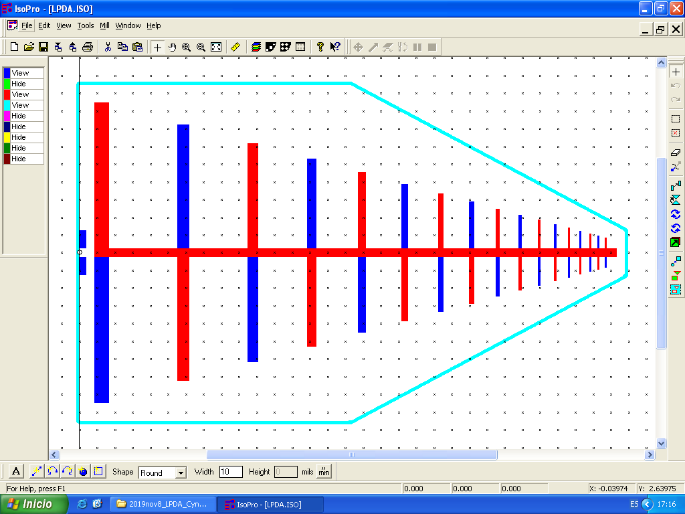 IsoPro - [LPDA.ISO]
File Edit View Tools Mill Window Help
View
Hide
View
View
Hide
Hide
Hide
Hide
Hide
A Shape Round Width 10 Height 0 mils
For Help, press F1 0.000 0.000 0.000 X: -0.03974 Y: 2.63975
Inicio 2019nov8_LPDA_Cyn... IsoPro - [LPDA.ISO] ES 17:16